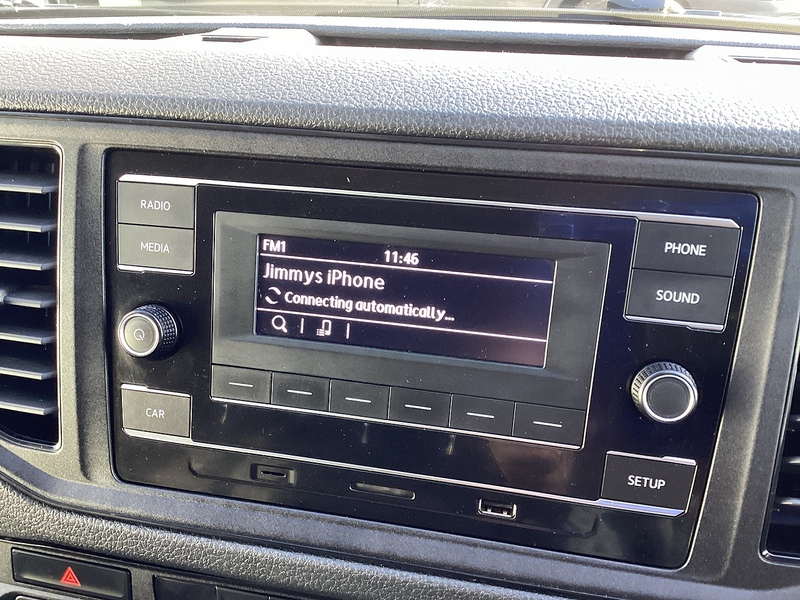 RADIO
MEDIA
FM1 11:46
Jimmys iPhone
Connecting automatically...
PHONE
SOUND
CAR
SETUP